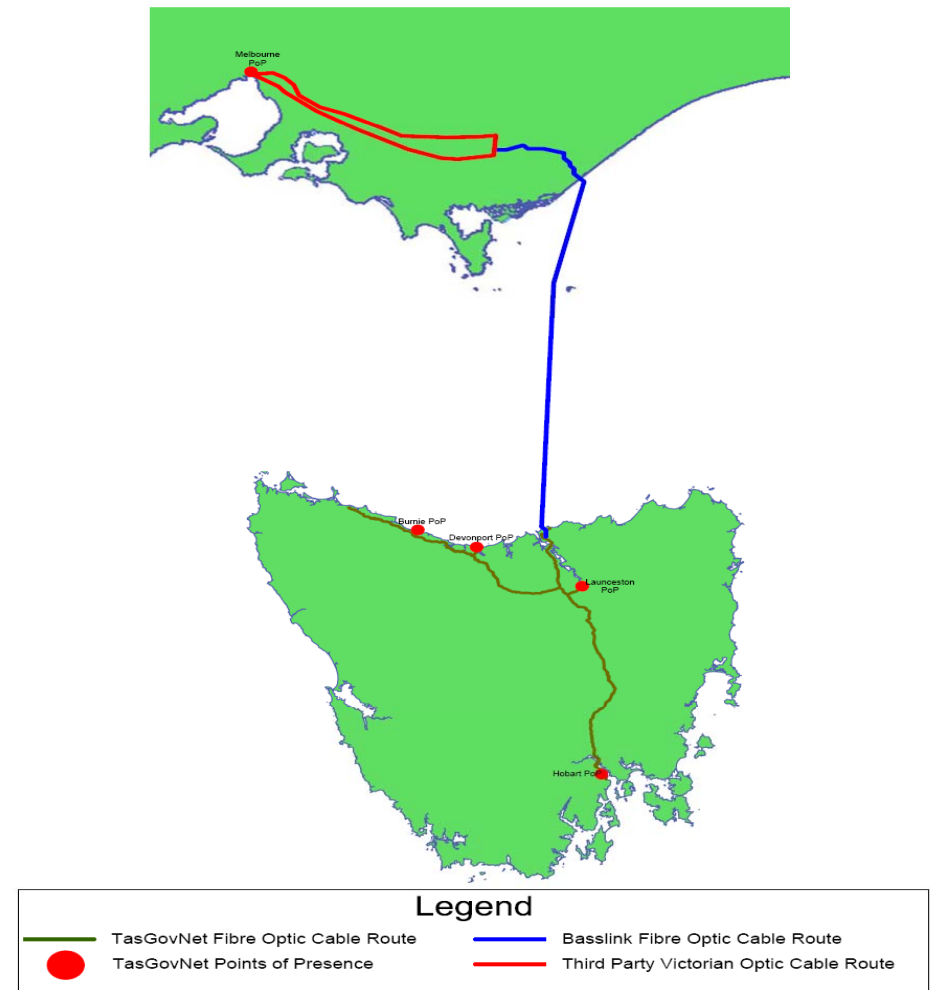 Melbourne
PoP
Burnie PoP
Devonport PoP
Launceston
PoP
Hobart PoP
Legend
TasGovNet Fibre Optic Cable Route
Basslink Fibre Optic Cable Route
TasGovNet Points of Presence
Third Party Victorian Optic Cable Route